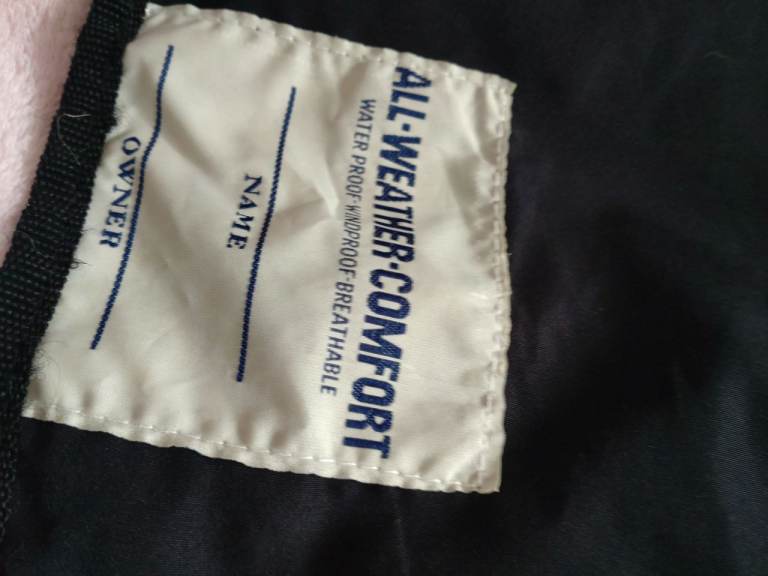 ALL-WEATHER-COMFORT
WATER PROOF·WINDPROOF·BREATHABLE
NAME
OWNER